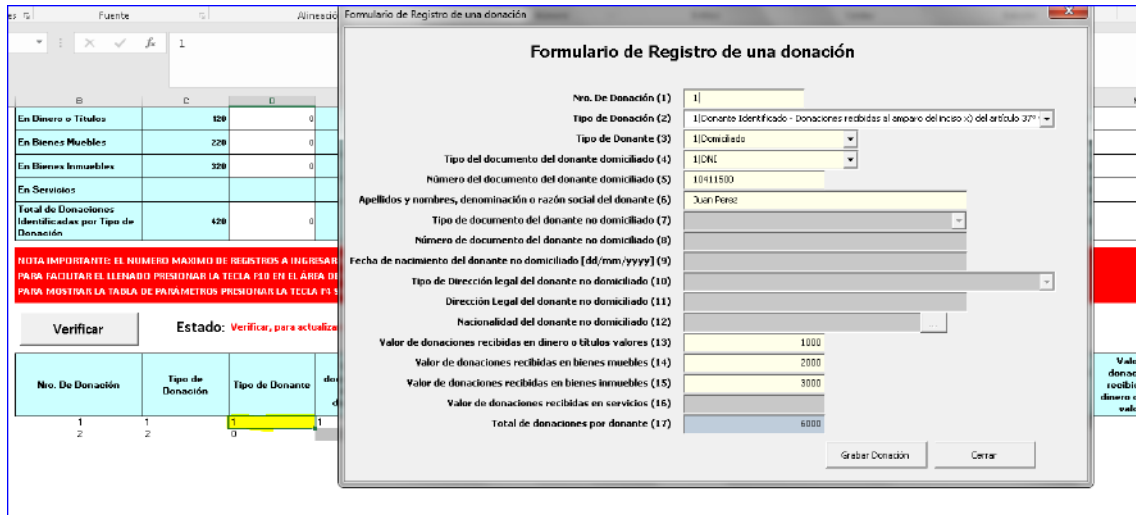 Fuente
Alineació
Formulario de Registro de una donación
fx 1
B C D
En Dinero o Títulos 120 0
En Bienes Muebles 220 0
En Bienes Inmuebles 320 0
En Servicios
Total de Donaciones
Identificadas por Tipo de 420 0
Donación
NOTA IMPORTANTE: EL NUMERO MAXIMO DE REGISTROS A INGRESAR
PARA FACILITAR EL LLENADO PRESIONAR LA TECLA F10 EN EL ÁREA DE
PARA MOSTRAR LA TABLA DE PARÁMETROS PRESIONAR LA TECLA F4 S
Verificar
Estado: Verificar, para actualiza
Nro. De Donación
Tipo de
Donación
Tipo de Donante
1 1 1 1
2 2 0
Formulario de Registro de una donación
Nro. De Donación (1) 1
Tipo de Donación (2) 1|Donante Identificado - Donaciones recibidas al amparo del inciso x) del artículo 37º
Tipo de Donante (3) 1|Domiciliado
Tipo del documento del donante domiciliado (4) 1|DNI
Número del documento del donante domiciliado (5) 10411500
Apellidos y nombres, denominación o razón social del donante (6) Juan Perez
Tipo de documento del donante no domiciliado (7)
Número de documento del donante no domiciliado (8)
Fecha de nacimiento del donante no domiciliado [dd/mm/yyyy] (9)
Tipo de Dirección legal del donante no domiciliado (10)
Dirección Legal del donante no domiciliado (11)
Nacionalidad del donante no domiciliado (12) ...
Valor de donaciones recibidas en dinero o títulos valores (13) 1000
Valor de donaciones recibidas en bienes muebles (14) 2000
Valor de donaciones recibidas en bienes inmuebles (15) 3000
Valor de donaciones recibidas en servicios (16)
Total de donaciones por donante (17) 6000
Grabar Donación Cerrar
Valo
donac
recibid
dinero o
valo